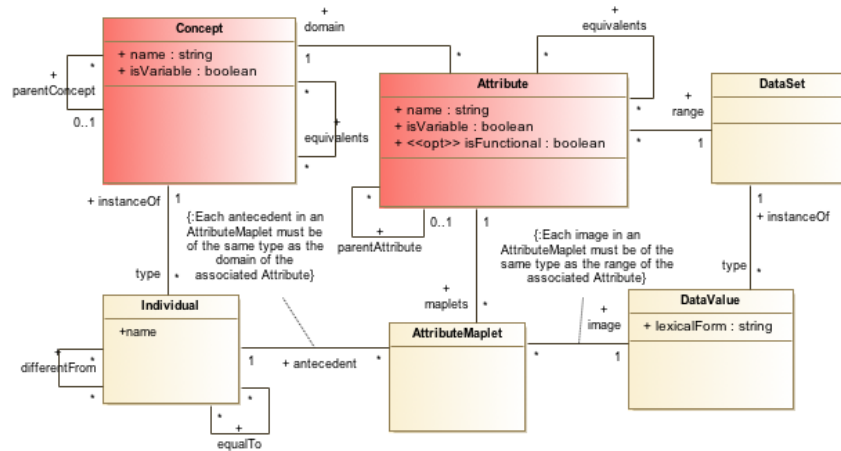 Concept
+ name : string
+ isVariable : boolean
+
parentConcept
*
0..1
*
+
equivalents
*
+
domain
1
*
+
equivalents
*
*
Attribute
+ name : string
+ isVariable : boolean
+ <<opt>> isFunctional : boolean
*
+
range
1
DataSet
*
0..1
+
parentAttribute
1
+
maplets
*
+ instanceOf
1
type
*
{:Each antecedent in an
AttributeMaplet must be
of the same type as the
domain of the
associated Attribute}
{:Each image in an
AttributeMaplet must be of the
same type as the range of the
associated Attribute}
1
+ instanceOf
type
*
Individual
+name
+
differentFrom
*
*
*
*
+
equalTo
1
+ antecedent
*
AttributeMaplet
*
+
image
1
DataValue
+ lexicalForm : string